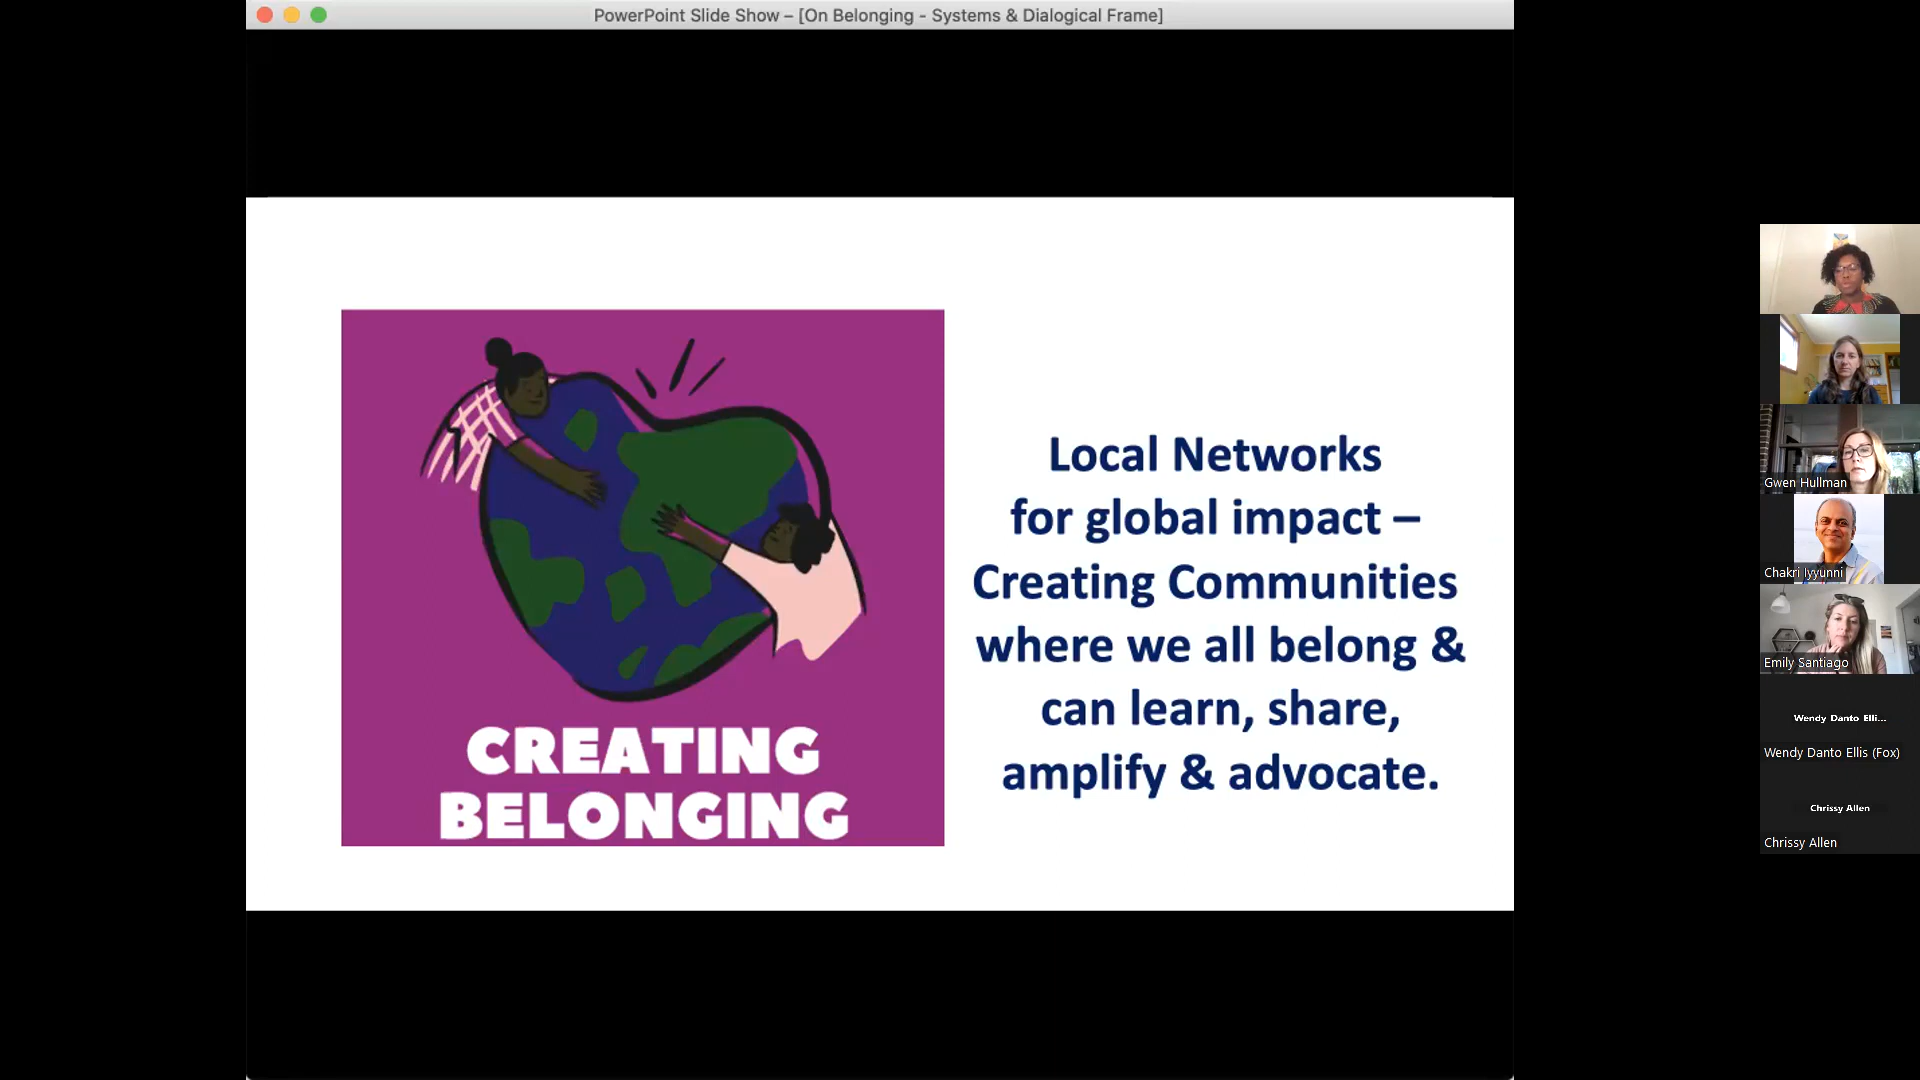 PowerPoint Slide Show – [On Belonging - Systems & Dialogical Frame]
CREATING
BELONGING
Local Networks
for global impact –
Creating Communities
where we all belong &
can learn, share,
amplify & advocate.
Gwen Hullman
Chakri Iyyunni
Emily Santiago
Wendy Danto Elli...
Wendy Danto Ellis (Fox)
Chrissy Allen
Chrissy Allen